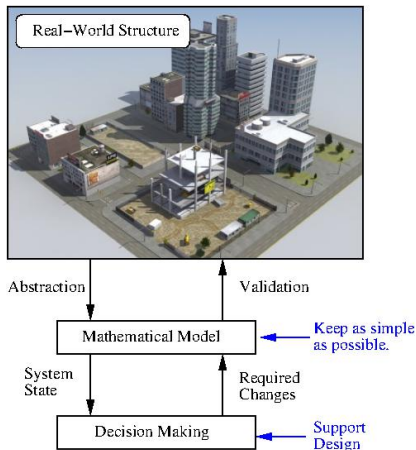 Real-World Structure
Abstraction
Validation
Mathematical Model
Keep as simple
as possible.
System
State
Required
Changes
Decision Making
Support
Design